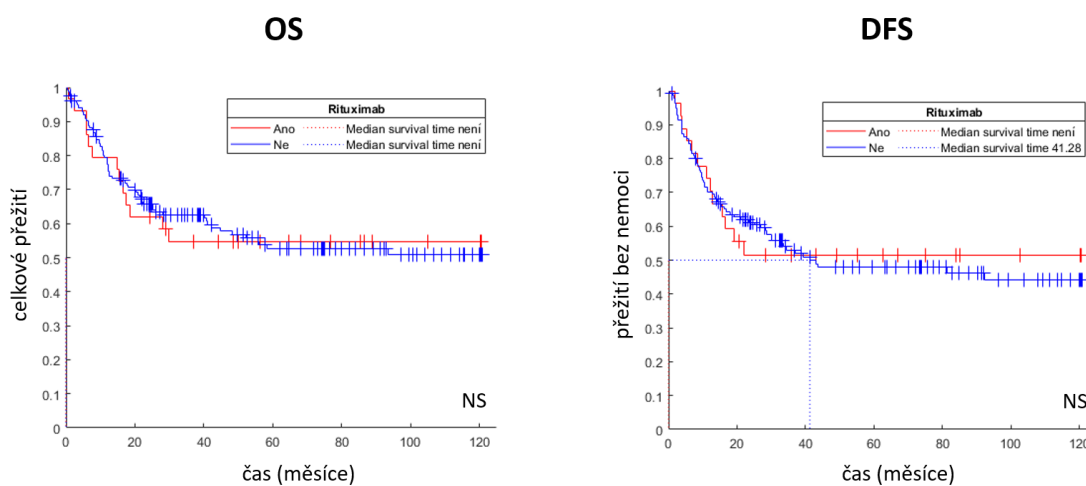 OS
celkové přežití
1
0.9
0.8
0.7
0.6
0.5
0.4
0.3
0.2
0.1
0
Rituximab
Ano Median survival time není
Ne Median survival time není
NS
0 20 40 60 80 100 120
čas (měsíce)
DFS
přežití bez nemoci
1
0.9
0.8
0.7
0.6
0.5
0.4
0.3
0.2
0.1
0
Rituximab
Ano Median survival time není
Ne Median survival time 41.28
NS
0 20 40 60 80 100 120
čas (měsíce)